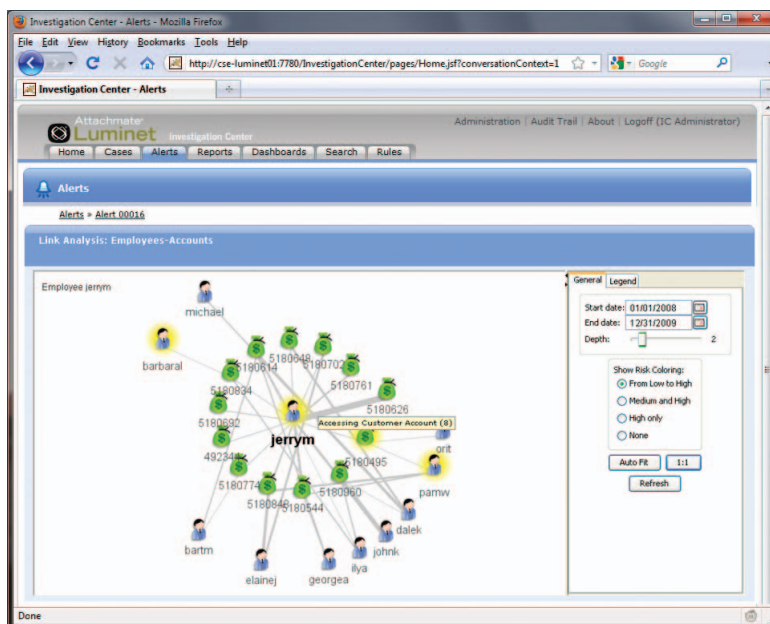 Investigation Center - Alerts - Mozilla Firefox
File Edit View History Bookmarks Tools Help
http://cse-luminet01:7780/InvestigationCenter/pages/Home.jsf?conversationContext=1
Google
Investigation Center - Alerts
Attachmate
Luminet Investigation Center
Administration | Audit Trail | About | Logoff (IC Administrator)
Home Cases Alerts Reports Dashboards Search Rules
Alerts
Alerts » Alert 00016
Link Analysis: Employees-Accounts
Employee jerrym
General Legend
Start date: 01/01/2008
End date: 12/31/2009
Depth: 2
Show Risk Coloring:
From Low to High
Medium and High
High only
None
Auto Fit 1:1
Refresh
michael
barbaral
5180614
5180648
5180702
5180761
5180834
5180626
5180692
Accessing Customer Account (8)
jerrym
orit
5180495
5180774
5180960
pamw
5180544
dalek
bartm
johnk
ilya
elainej
georgea
Done